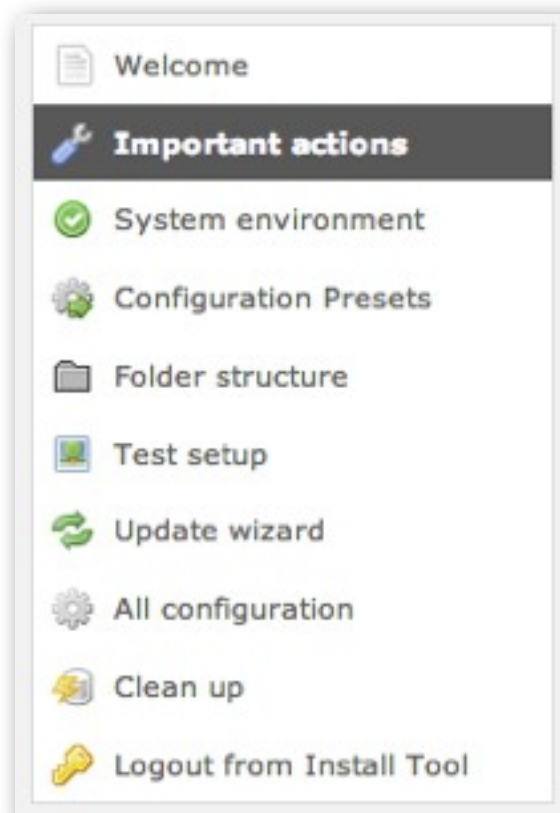 Welcome
Important actions
System environment
Configuration Presets
Folder structure
Test setup
Update wizard
All configuration
Clean up
Logout from Install Tool